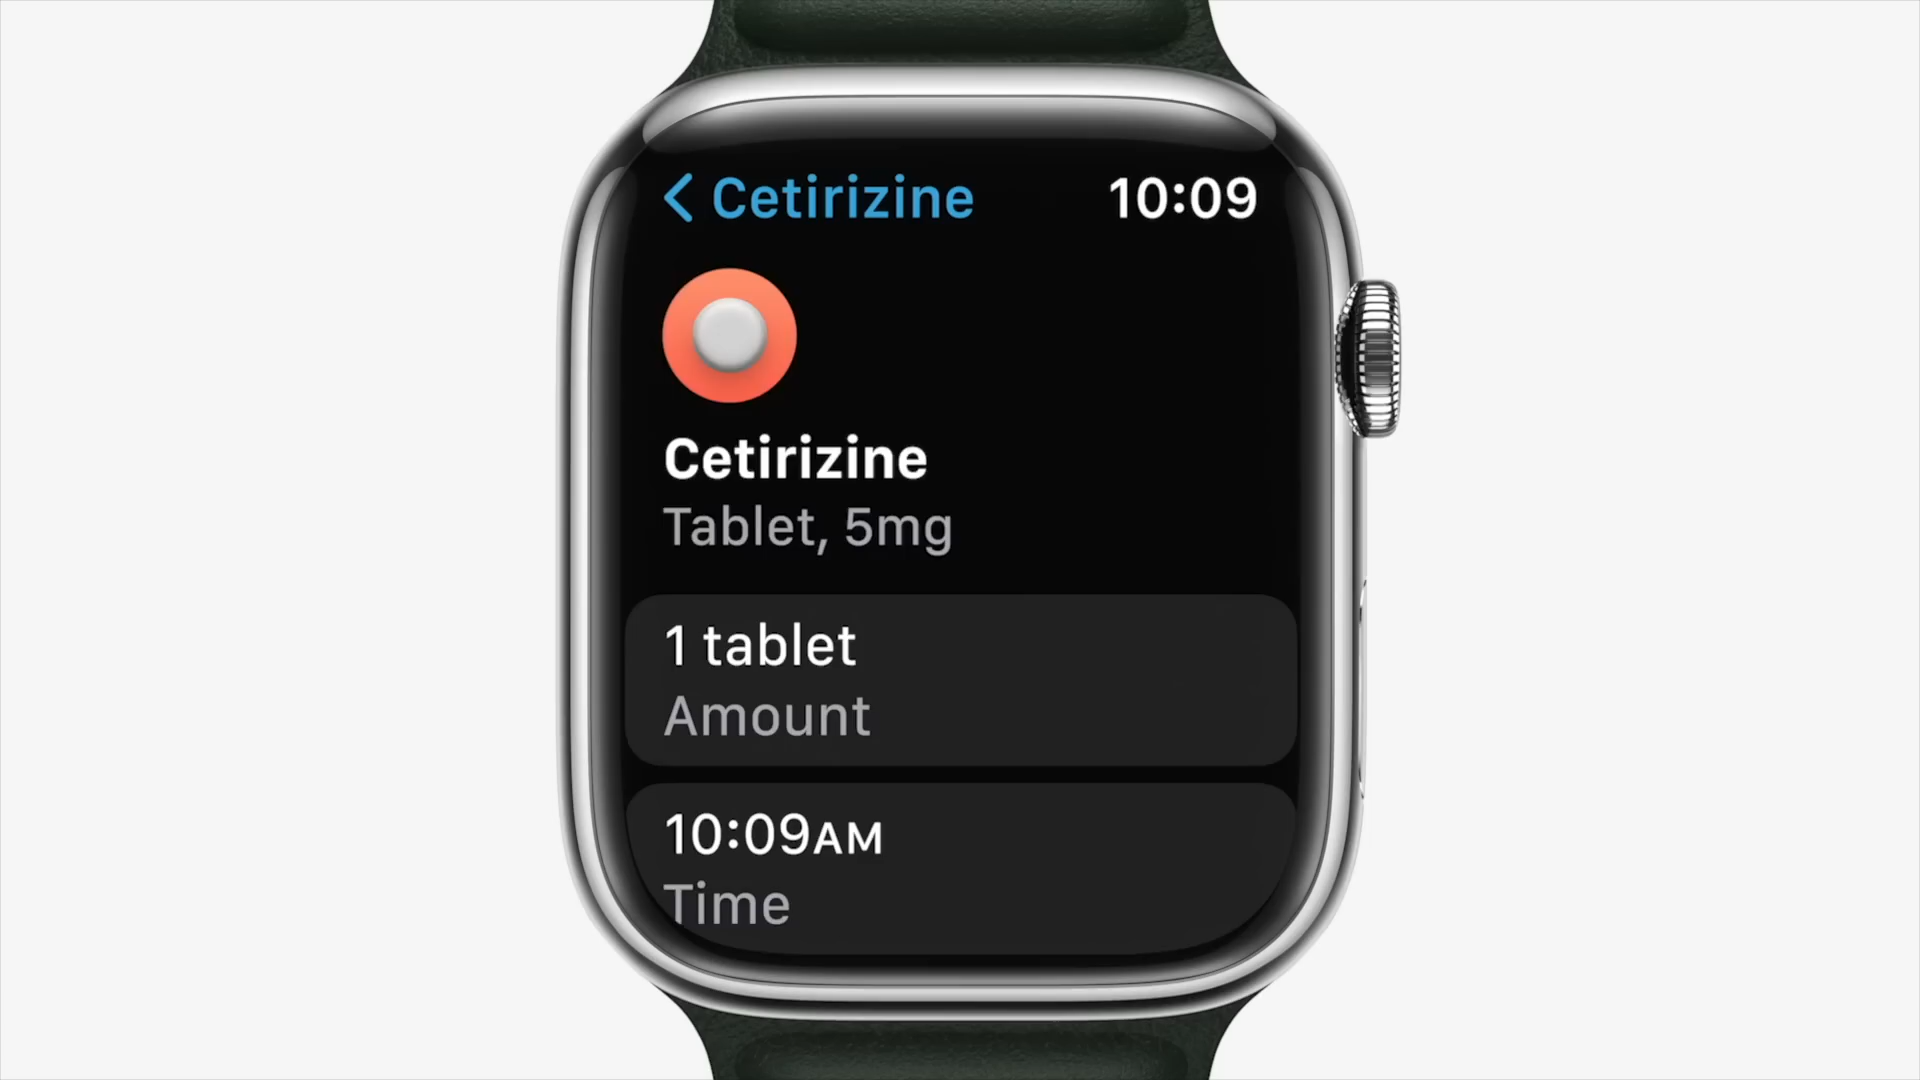 Cetirizine 10:09
Cetirizine
Tablet, 5mg
1 tablet
Amount
10:09AM
Time